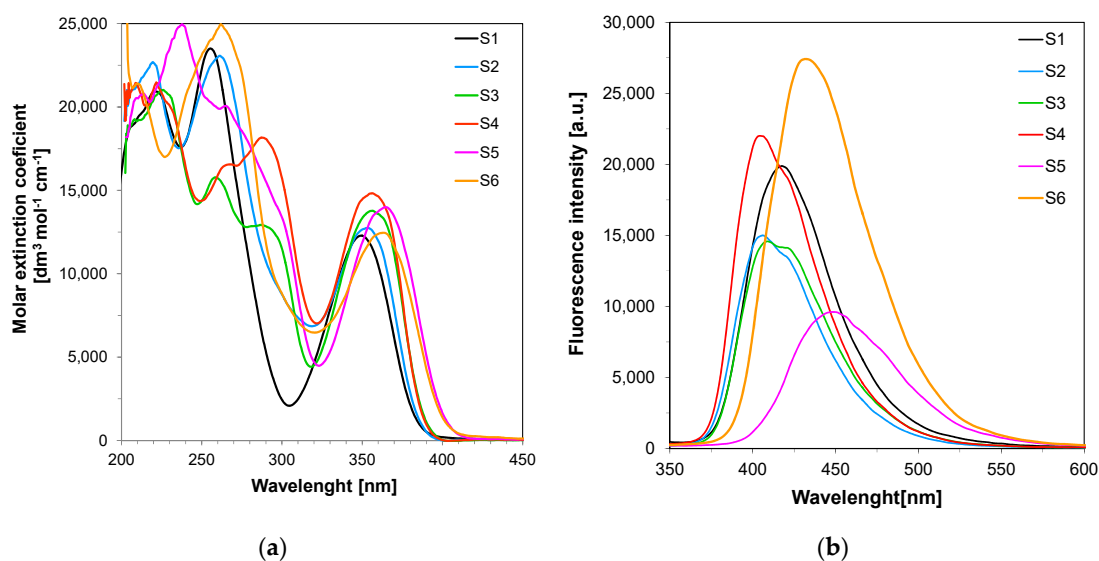 Molar extinction coeficient
[dm³ mol⁻¹ cm⁻¹]
25,000
20,000
15,000
10,000
5,000
0
200
250
300
350
400
450
Wavelenght [nm]
S1
S2
S3
S4
S5
S6
(a)
Fluorescence intensity [a.u.]
30,000
25,000
20,000
15,000
10,000
5,000
0
350
400
450
500
550
600
Wavelenght[nm]
S1
S2
S3
S4
S5
S6
(b)